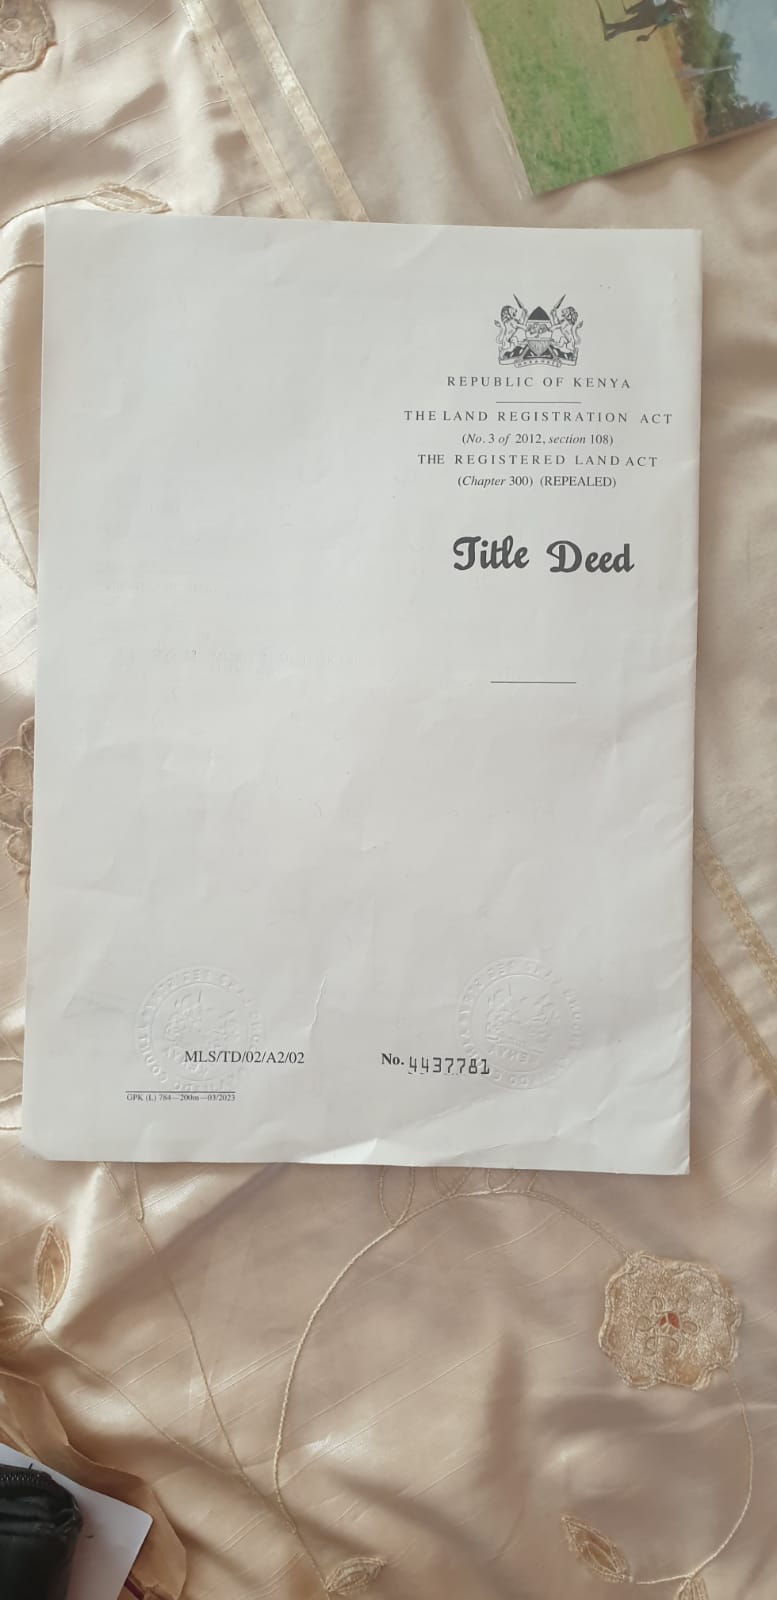 REPUBLIC OF KENYA
THE LAND REGISTRATION ACT
(No. 3 of 2012, section 108)
THE REGISTERED LAND ACT
(Chapter 300) (REPEALED)
Title Deed
MLS/TD/02/A2/02
No. 4437781
GPK (L) 784—200m—03/2023